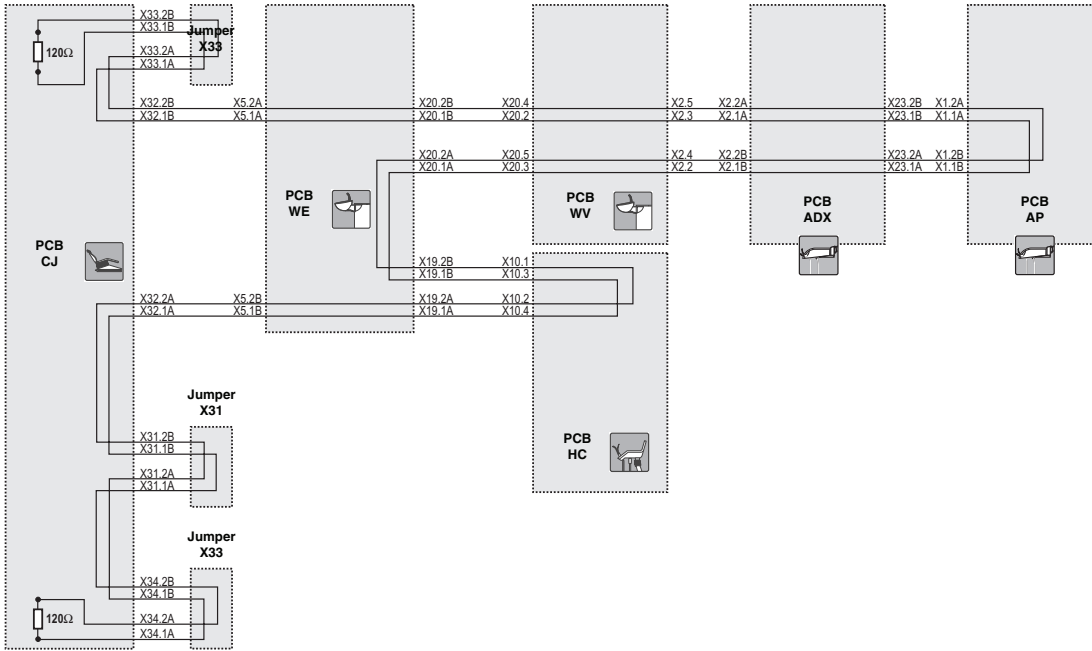 X33.2B
X33.1B
Jumper
X33
120Ω
X33.2A
X33.1A
X32.2B X5.2A X20.2B X20.4 X2.5 X2.2A X23.2B X1.2A
X32.1B X5.1A X20.1B X20.2 X2.3 X2.1A X23.1B X1.1A
X20.2A X20.5 X2.4 X2.2B X23.2A X1.2B
X20.1A X20.3 X2.2 X2.1B X23.1A X1.1B
PCB
WE
PCB
WV
PCB
ADX
PCB
AP
PCB
CJ
X19.2B X10.1
X19.1B X10.3
X32.2A X5.2B X19.2A X10.2
X32.1A X5.1B X19.1A X10.4
Jumper
X31
X31.2B
X31.1B
X31.2A
X31.1A
PCB
HC
Jumper
X33
X34.2B
X34.1B
120Ω
X34.2A
X34.1A